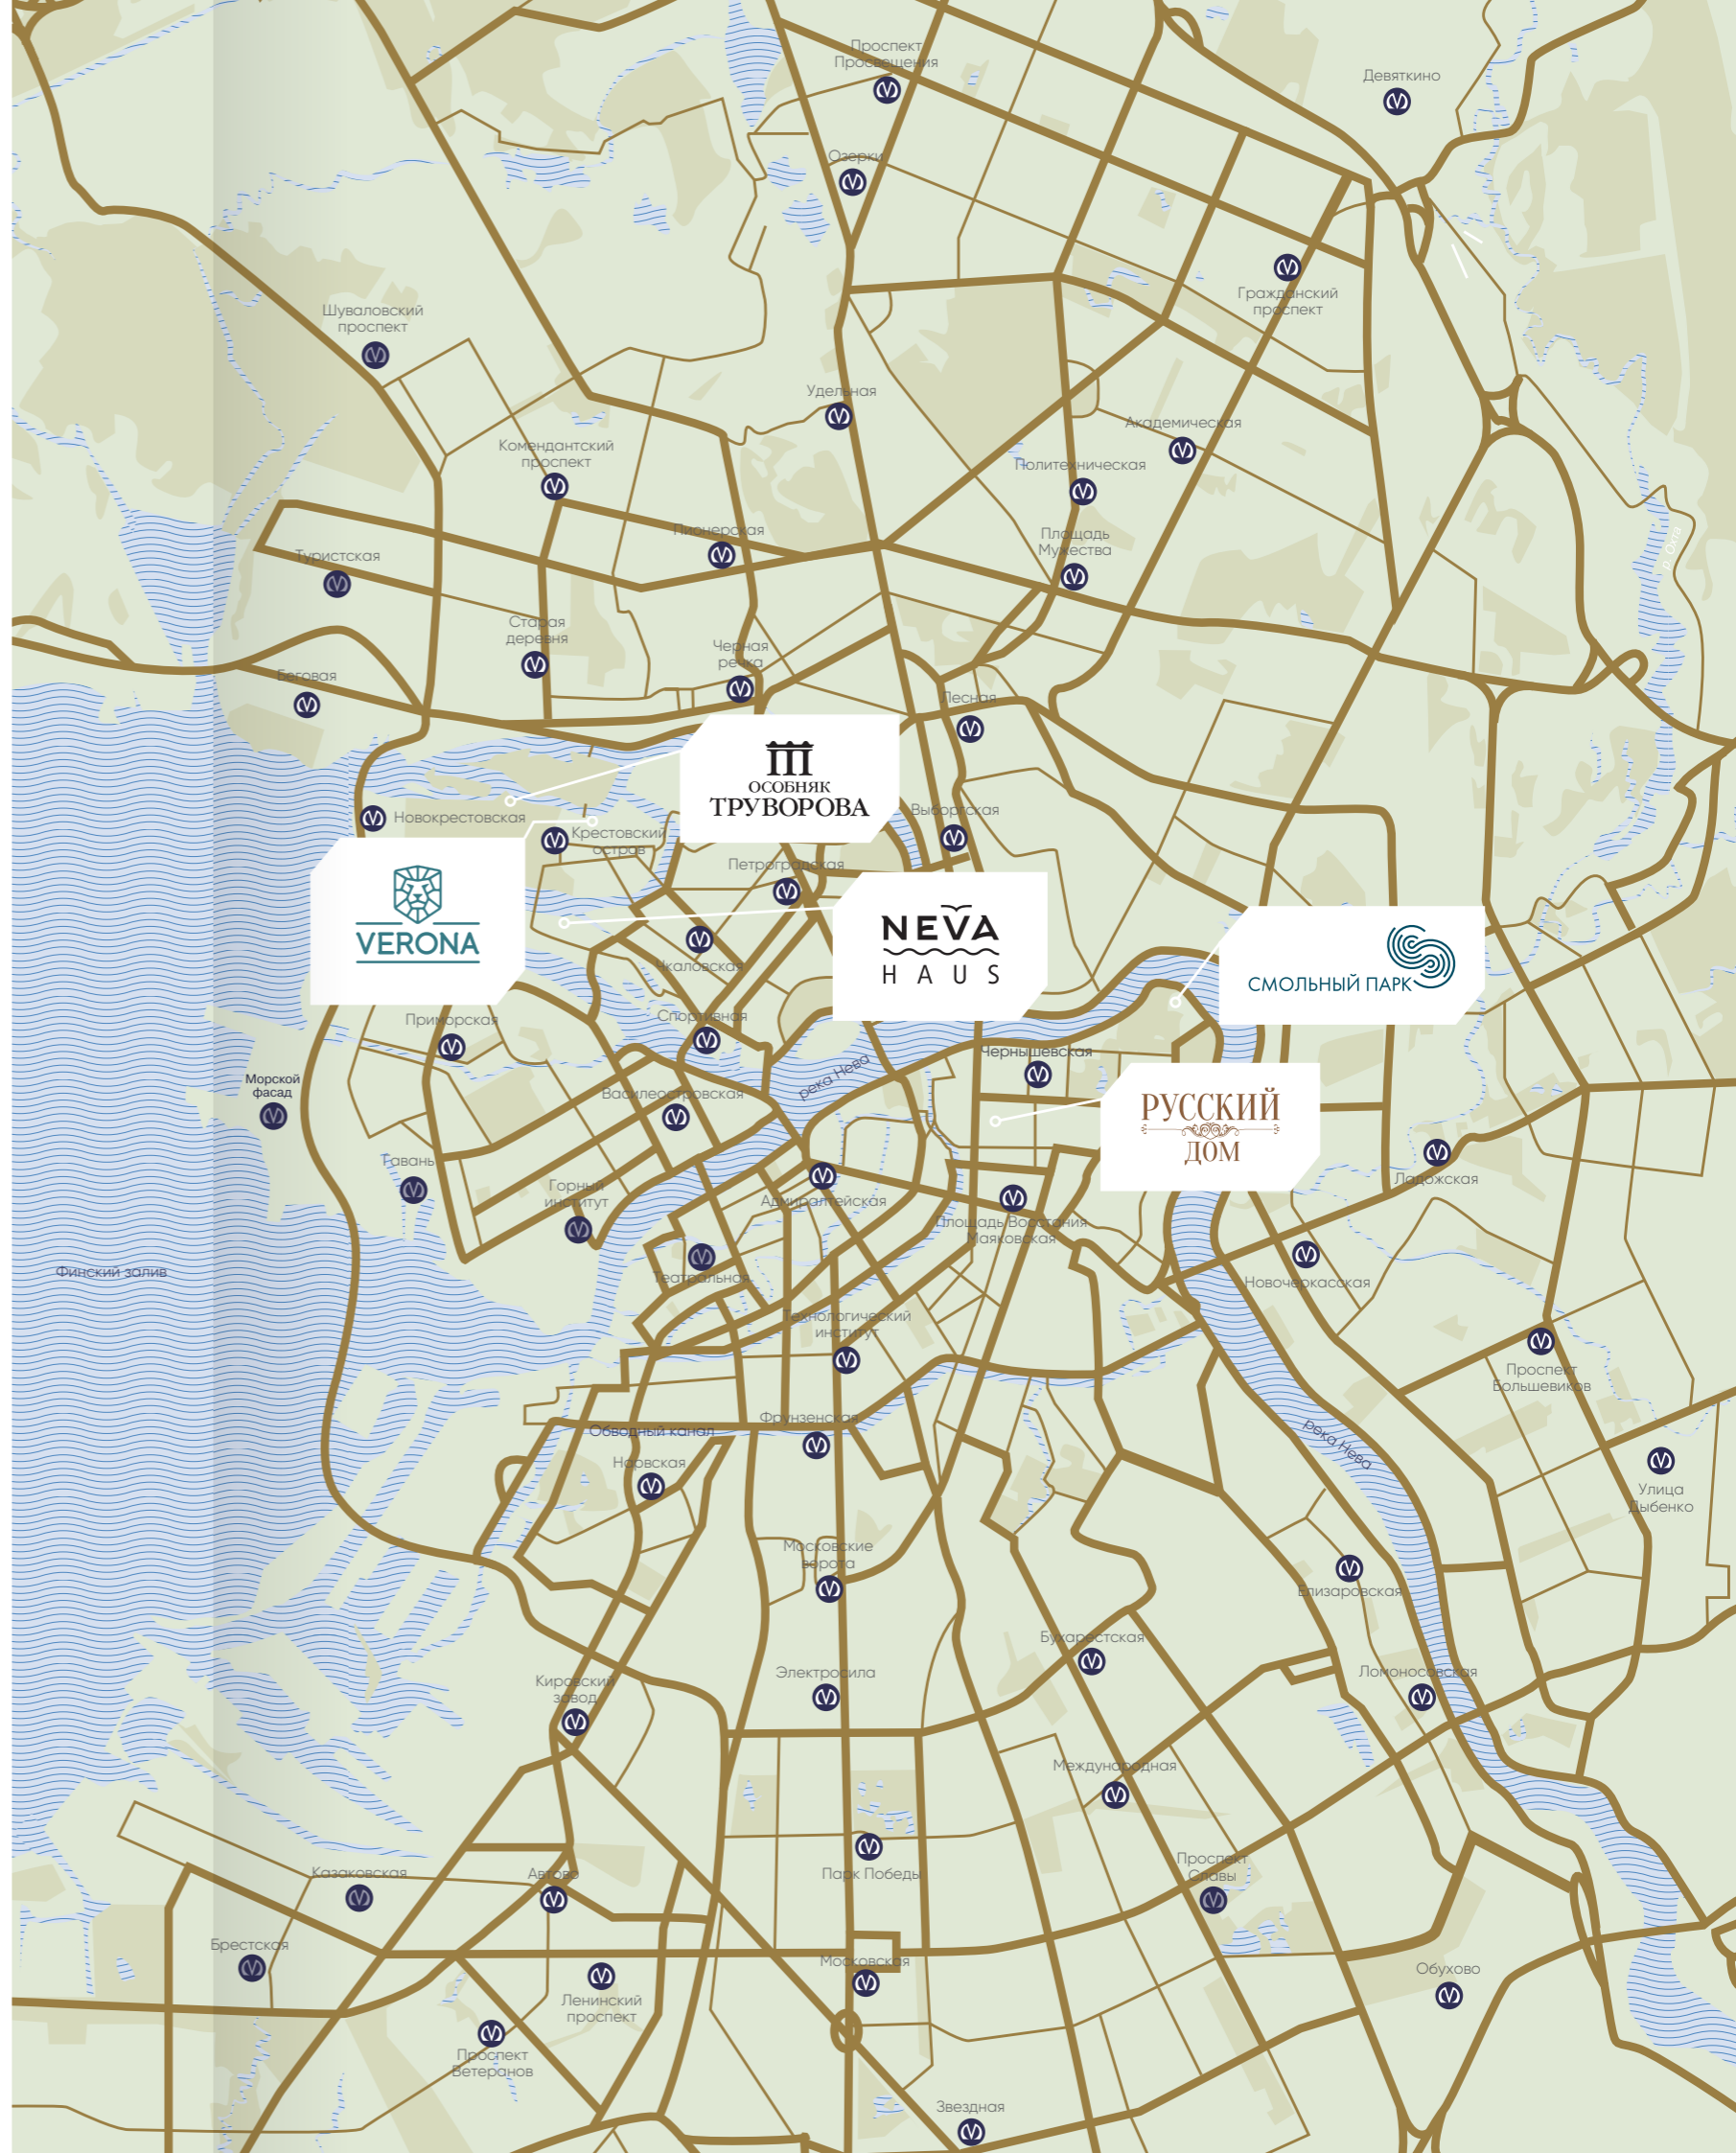 Проспект
Просвещения
Девяткино
Озерки
Гражданский
проспект
Шуваловский
проспект
Удельная
Академическая
Комендантский
проспект
Политехническая
Пионерская
Площадь
Мужества
Туристская
р. Охта
Старая
деревня
Черная
речка
Беговая
Лесная
ОСОБНЯК
ТРУВОРОВА
Новокрестовская
Выборгская
Крестовский
остров
Петроградская
VERONA
NEVA
HAUS
СМОЛЬНЫЙ ПАРК
Чкаловская
Приморская
Спортивная
Чернышевская
река Нева
Морской
фасад
Василеостровская
РУССКИЙ
ДОМ
Гавань
Ладожская
Горный
институт
Адмиралтейская
Площадь Восстания
Маяковская
Финский залив
Театральная
Новочеркасская
Технологический
институт
Проспект
Большевиков
Фрунзенская
Обводный канал
река Нева
Нарвская
Улица
Дыбенко
Московские
ворота
Елизаровская
Бухарестская
Электросила
Ломоносовская
Кировский
завод
Международная
Казаковская
Автово
Парк Победы
Проспект
Славы
Брестская
Московская
Обухово
Ленинский
проспект
Проспект
Ветеранов
Звездная